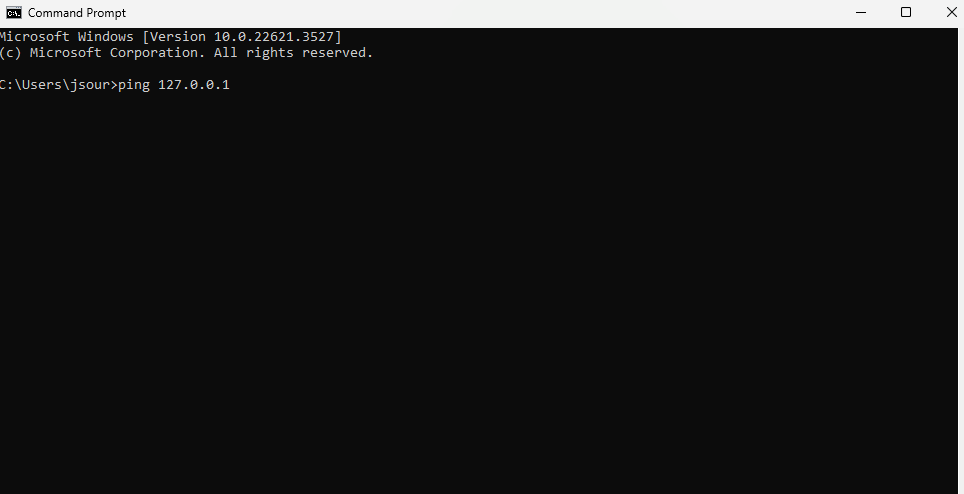 Command Prompt
Microsoft Windows [Version 10.0.22621.3527]
(c) Microsoft Corporation. All rights reserved.
C:\Users\jsour>ping 127.0.0.1